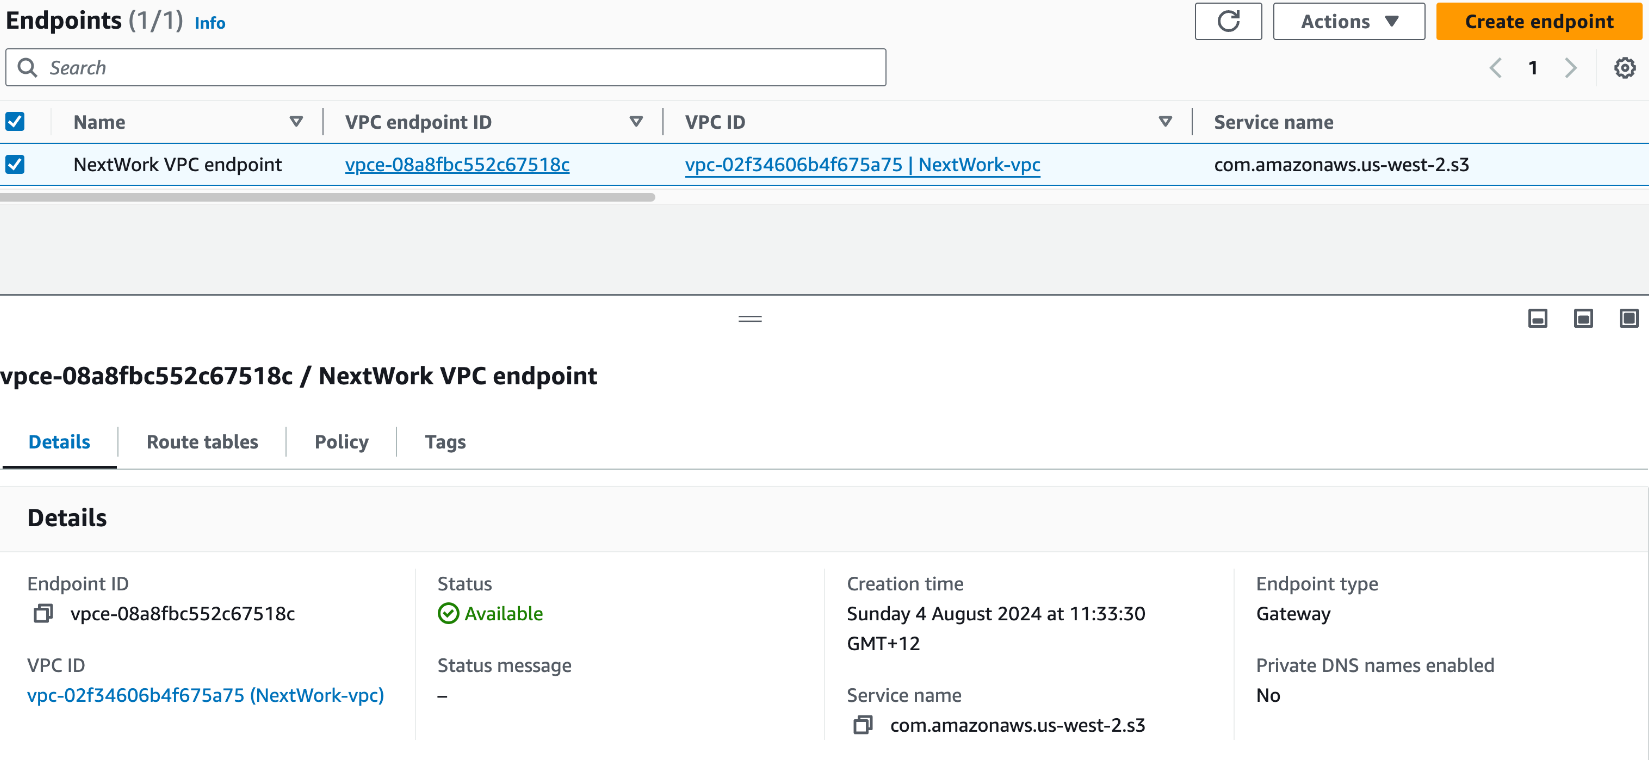 Endpoints (1/1) Info
Actions
Create endpoint
Search
1
Name VPC endpoint ID VPC ID Service name
NextWork VPC endpoint vpce-08a8fbc552c67518c vpc-02f34606b4f675a75 | NextWork-vpc com.amazonaws.us-west-2.s3
vpce-08a8fbc552c67518c / NextWork VPC endpoint
Details Route tables Policy Tags
Details
Endpoint ID
vpce-08a8fbc552c67518c
VPC ID
vpc-02f34606b4f675a75 (NextWork-vpc)
Status
Available
Status message
–
Creation time
Sunday 4 August 2024 at 11:33:30
GMT+12
Service name
com.amazonaws.us-west-2.s3
Endpoint type
Gateway
Private DNS names enabled
No